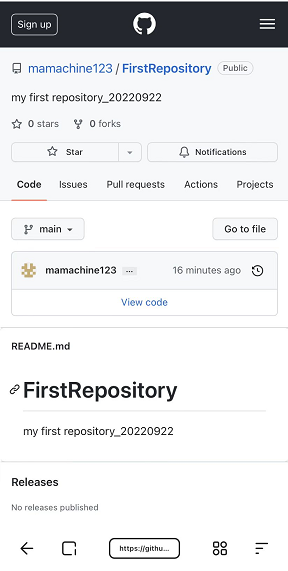 Sign up
mamachine123 / FirstRepository Public
my first repository_20220922
0 stars 0 forks
Star Notifications
Code Issues Pull requests Actions Projects
main Go to file
mamachine123 ... 16 minutes ago
View code
README.md
FirstRepository
my first repository_20220922
Releases
No releases published
https://githu...